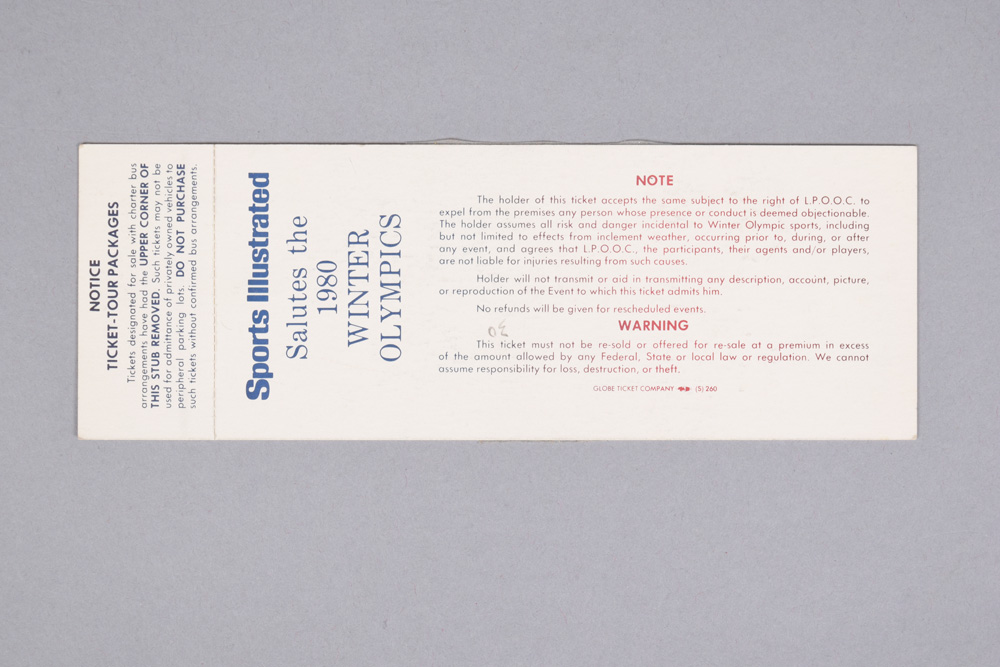 NOTICE
TICKET-TOUR PACKAGES
Tickets designated for sale with charter bus
arrangements have had the UPPER CORNER OF
THIS STUB REMOVED. Such tickets may not be
used for admittance of privately owned vehicles to
peripheral parking lots. DO NOT PURCHASE
such tickets without confirmed bus arrangements.
Sports Illustrated
Salutes the
1980
WINTER
OLYMPICS
NOTE
The holder of this ticket accepts the same subject to the right of L.P.O.O.C. to
expel from the premises any person whose presence or conduct is deemed objectionable.
The holder assumes all risk and danger incidental to Winter Olympic sports, including
but not limited to effects from inclement weather, occurring prior to, during, or after
any event, and agrees that L.P.O.O.C., the participants, their agents and/or players,
are not liable for injuries resulting from such causes.
Holder will not transmit or aid in transmitting any description, account, picture,
or reproduction of the Event to which this ticket admits him.
No refunds will be given for rescheduled events.
WARNING
This ticket must not be re-sold or offered for re-sale at a premium in excess
of the amount allowed by any Federal, State or local law or regulation. We cannot
assume responsibility for loss, destruction, or theft.
GLOBE TICKET COMPANY (5) 260